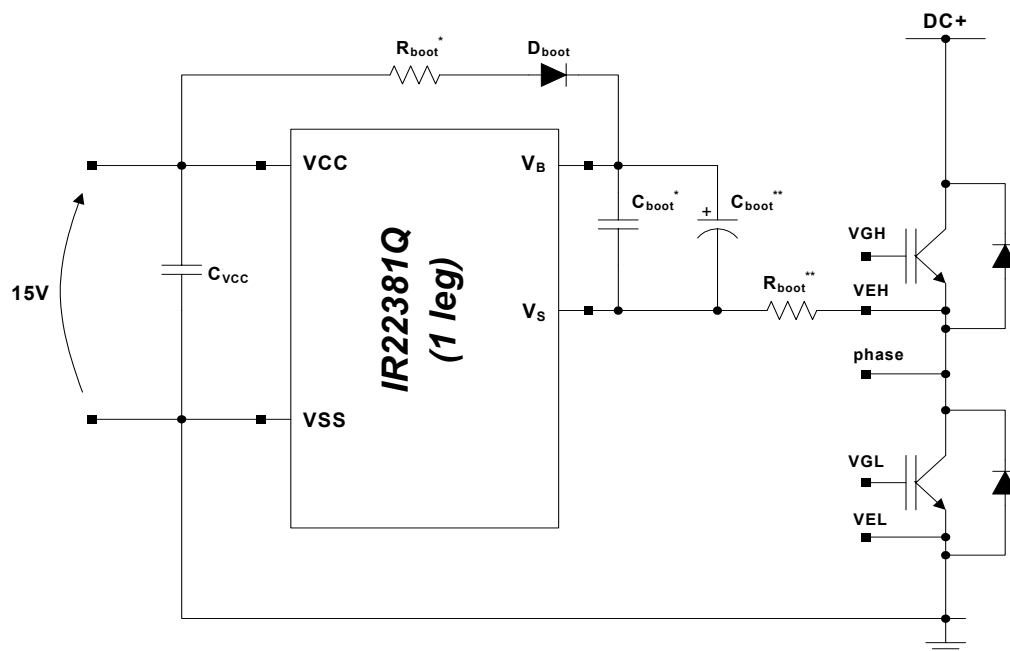 DC+
Rboot*
Dboot
VCC
VB
Cboot*
+
Cboot**
VGH
CVCC
15V
IR22381Q
(1 leg)
VS
Rboot**
VEH
phase
VSS
VGL
VEL